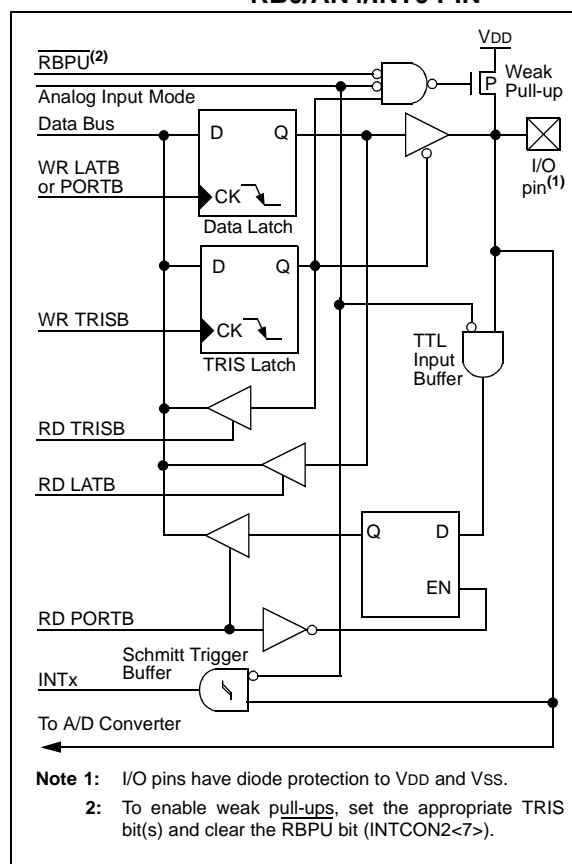 VDD
RBPU(2)
Weak
Pull-up
P
Analog Input Mode
Data Bus
D Q
I/O
pin(1)
WR LATB
or PORTB
CK
Data Latch
D Q
WR TRISB
CK
TRIS Latch
TTL
Input
Buffer
RD TRISB
RD LATB
Q D
EN
RD PORTB
Schmitt Trigger
Buffer
INTx
To A/D Converter
Note 1: I/O pins have diode protection to VDD and VSS.
2: To enable weak pull-ups, set the appropriate TRIS
bit(s) and clear the RBPU bit (INTCON2<7>).